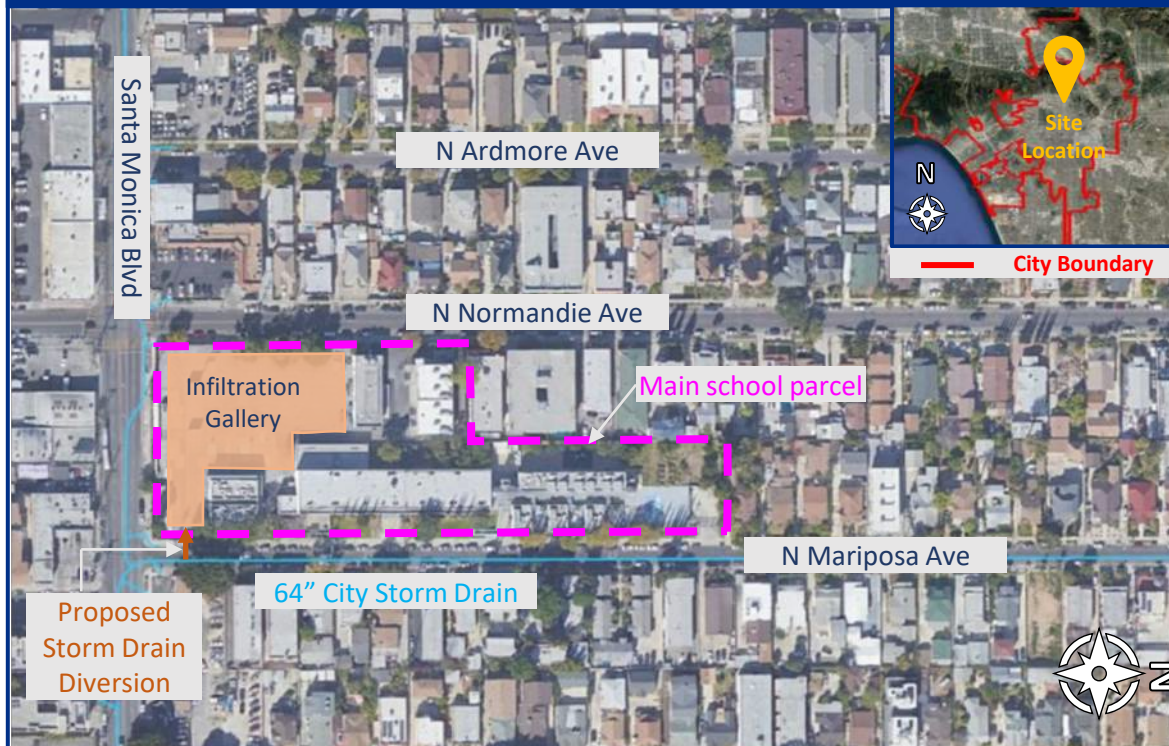 Santa Monica Blvd
N Ardmore Ave
Site
Location
N
City Boundary
N Normandie Ave
Infiltration
Gallery
Main school parcel
N Mariposa Ave
64” City Storm Drain
Proposed
Storm Drain
Diversion
N